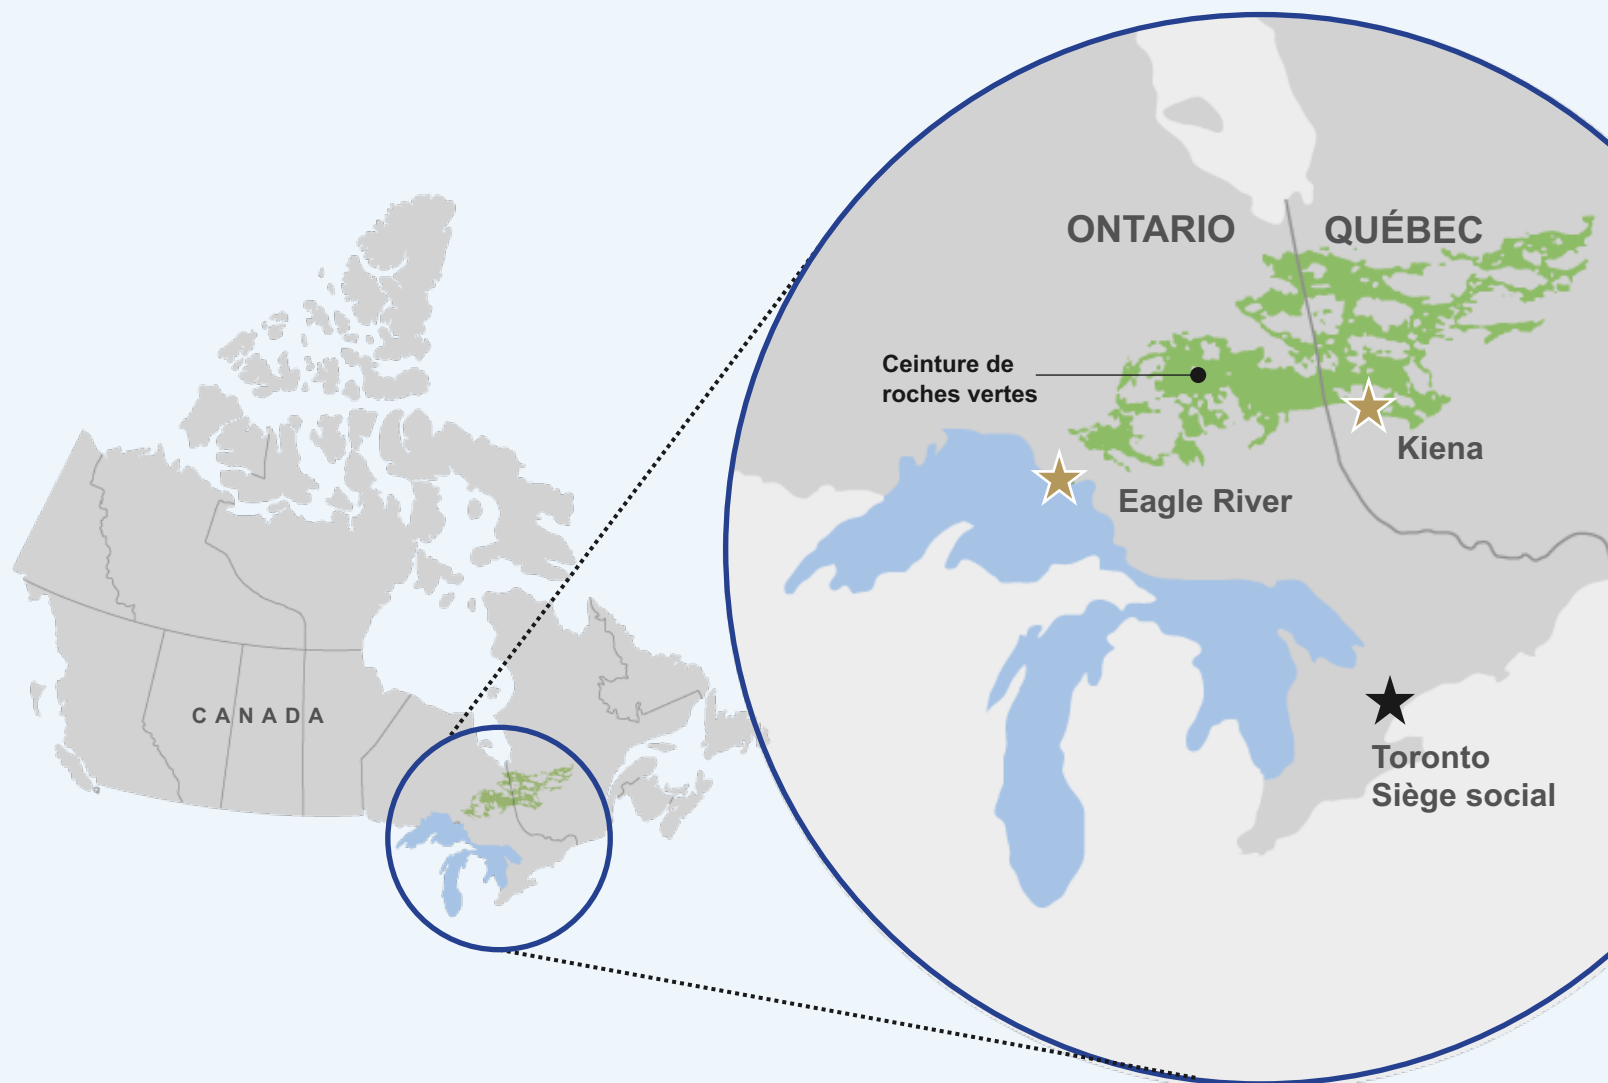 CANADA
ONTARIO
QUÉBEC
Ceinture de
roches vertes
Kiena
Eagle River
Toronto
Siège social